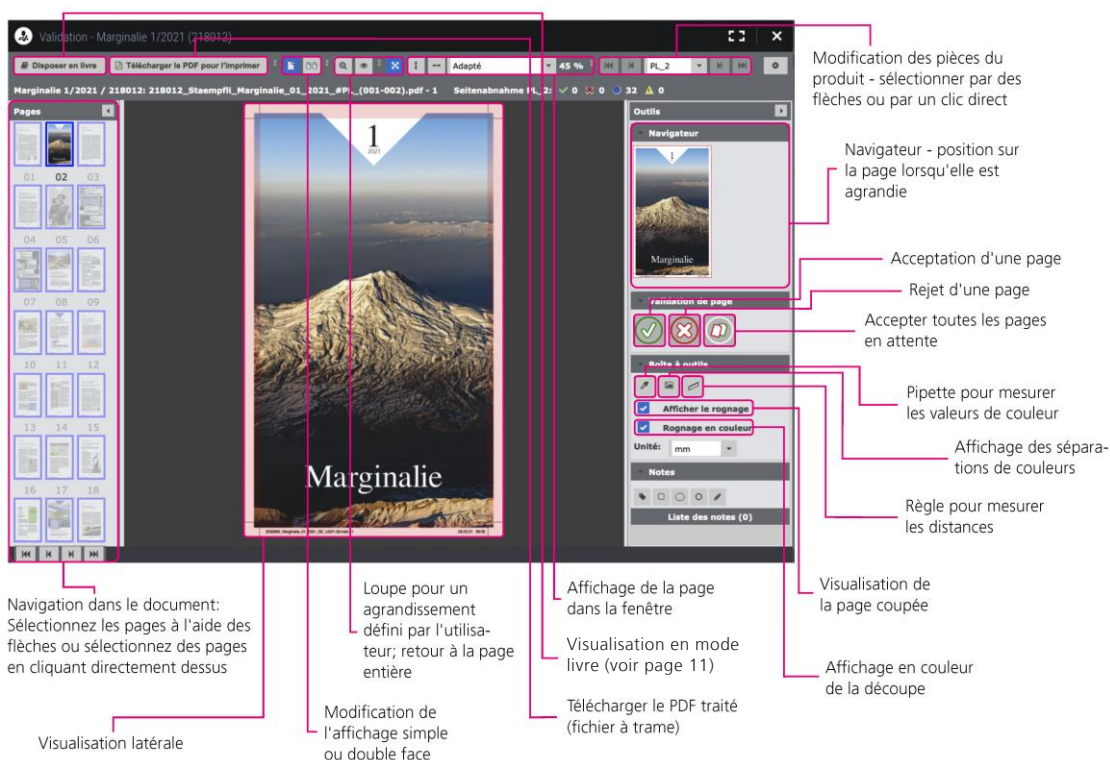 Validation - Marginalie 1/2021 (218012)
Disposer en livre
Télécharger le PDF pour l'imprimer
Adapté
45 %
PL_2
Marginalie 1/2021 / 218012: 218012_Staempfli_Marginalie_01_2021_#PL_(001-002).pdf - 1 Seitenabnahme PL_2: 0 0 32 0
Pages
01 02 03
04 05 06
07 08 09
10 11 12
13 14 15
16 17 18
1
2021
Marginalie
Outils
Navigateur
1
Marginalie
Validation de page
Boîte à outils
Afficher le rognage
Rognage en couleur
Unité: mm
Notes
Liste des notes (0)
Modification des pièces du
produit - sélectionner par des
flèches ou par un clic direct
Navigateur - position sur
la page lorsqu'elle est
agrandie
Acceptation d'une page
Rejet d'une page
Accepter toutes les pages
en attente
Pipette pour mesurer
les valeurs de couleur
Affichage des sépara-
tions de couleurs
Règle pour mesurer
les distances
Visualisation de
la page coupée
Affichage en couleur
de la découpe
Navigation dans le document:
Sélectionnez les pages à l'aide des
flèches ou sélectionnez des pages
en cliquant directement dessus
Visualisation latérale
Loupe pour un
agrandissement
défini par l'utilisa-
teur; retour à la page
entière
Modification de
l'affichage simple
ou double face
Affichage de la page
dans la fenêtre
Visualisation en mode
livre (voir page 11)
Télécharger le PDF traité
(fichier à trame)